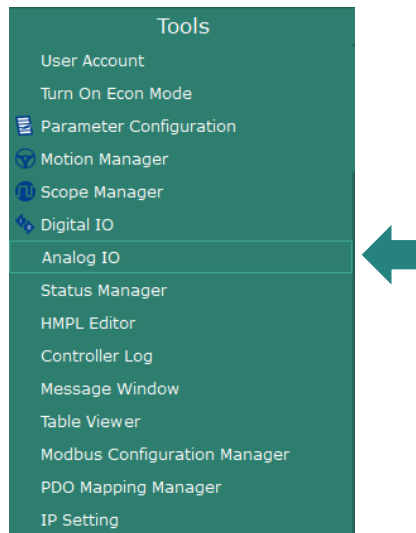 Tools
User Account
Turn On Econ Mode
Parameter Configuration
Motion Manager
Scope Manager
Digital IO
Analog IO
Status Manager
HMPL Editor
Controller Log
Message Window
Table Viewer
Modbus Configuration Manager
PDO Mapping Manager
IP Setting